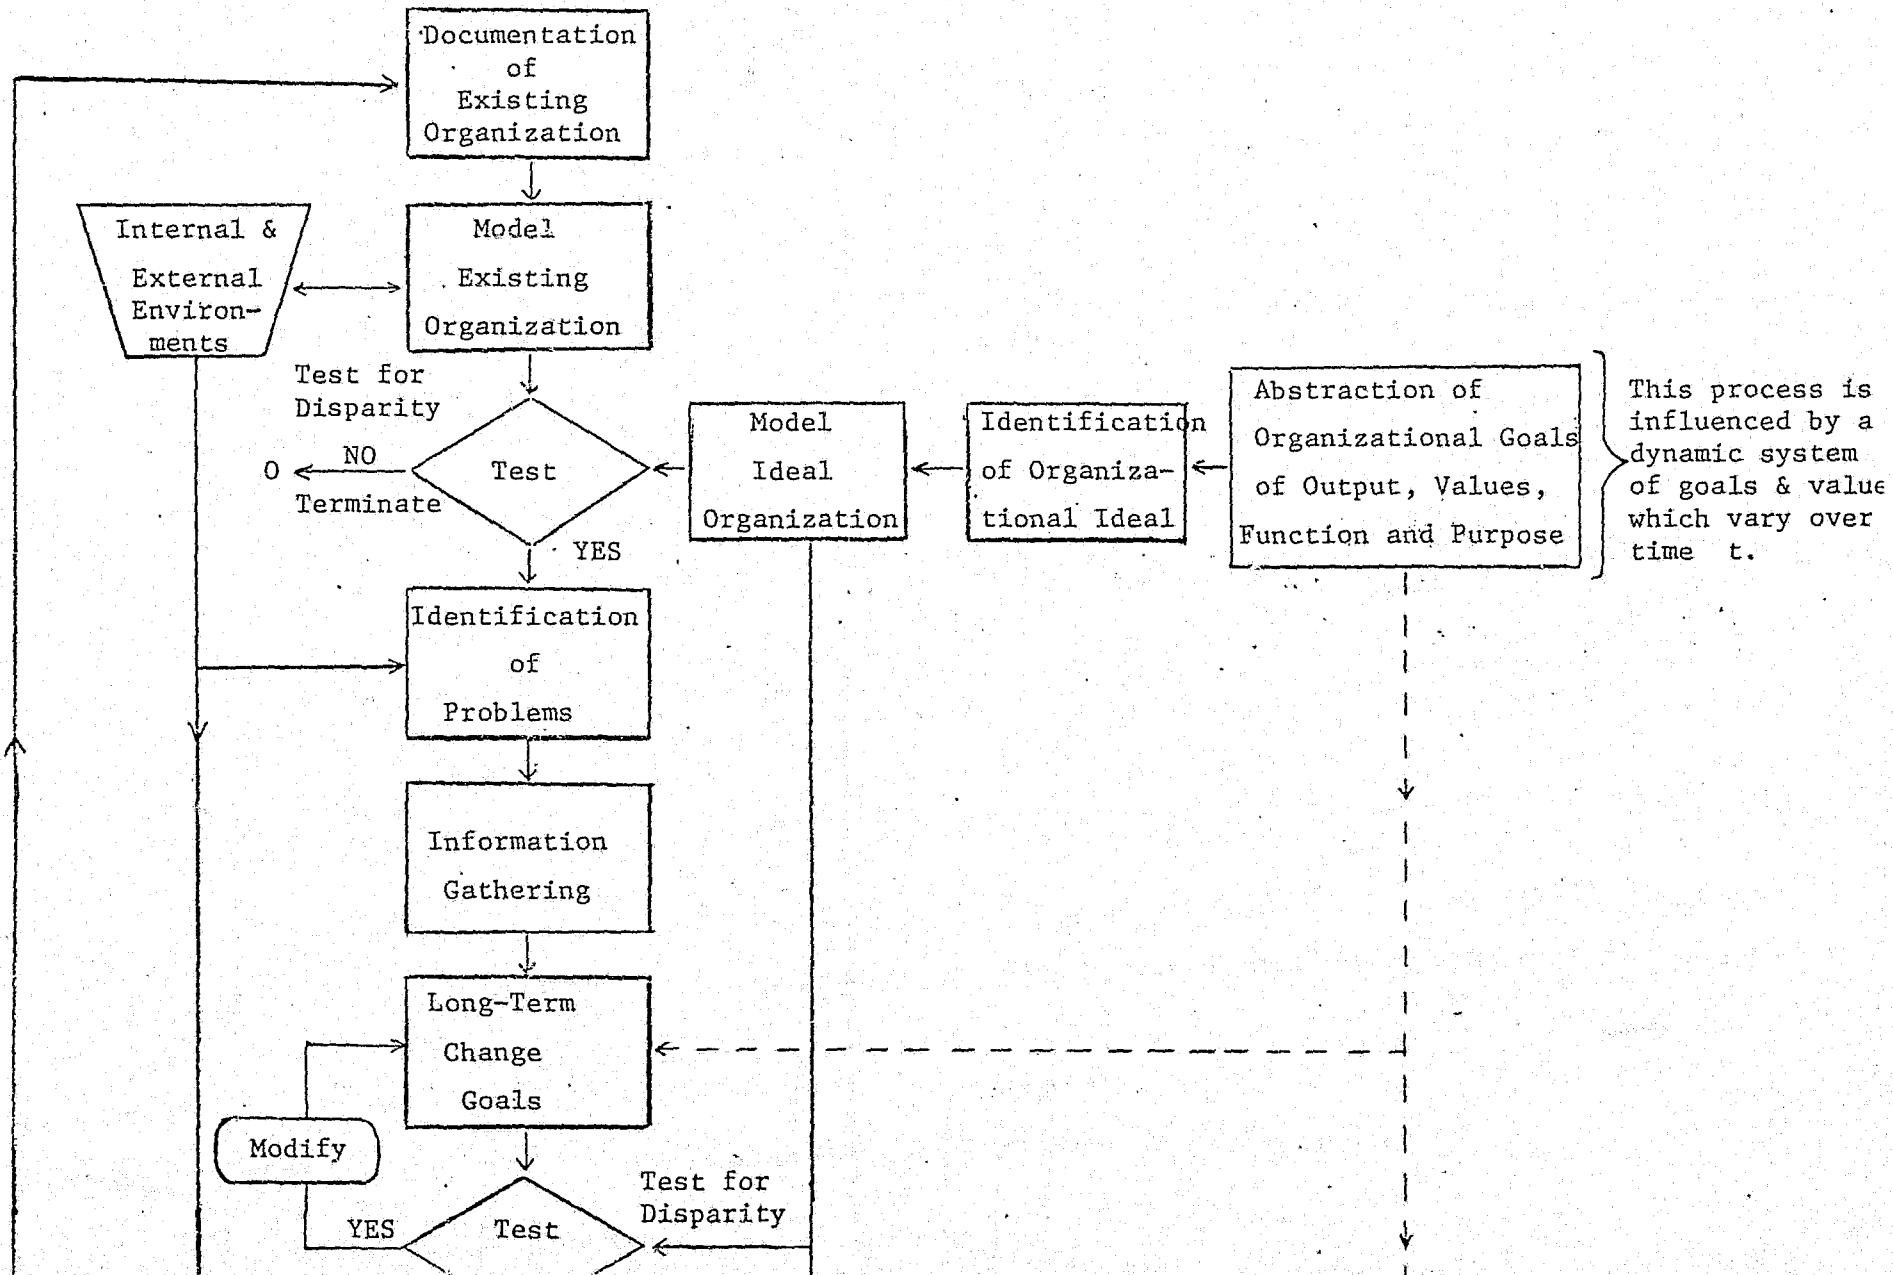 Documentation
of
Existing
Organization
Internal &
External
Environ-
ments
Model
Existing
Organization
Test for
Disparity
NO
O
Terminate
Test
YES
Model
Ideal
Organization
Identification
of Organiza-
tional Ideal
Abstraction of
Organizational Goals
of Output, Values,
Function and Purpose
This process is
influenced by a
dynamic system
of goals & value
which vary over
time t.
Identification
of
Problems
Information
Gathering
Long-Term
Change
Goals
Modify
YES
Test
Test for
Disparity